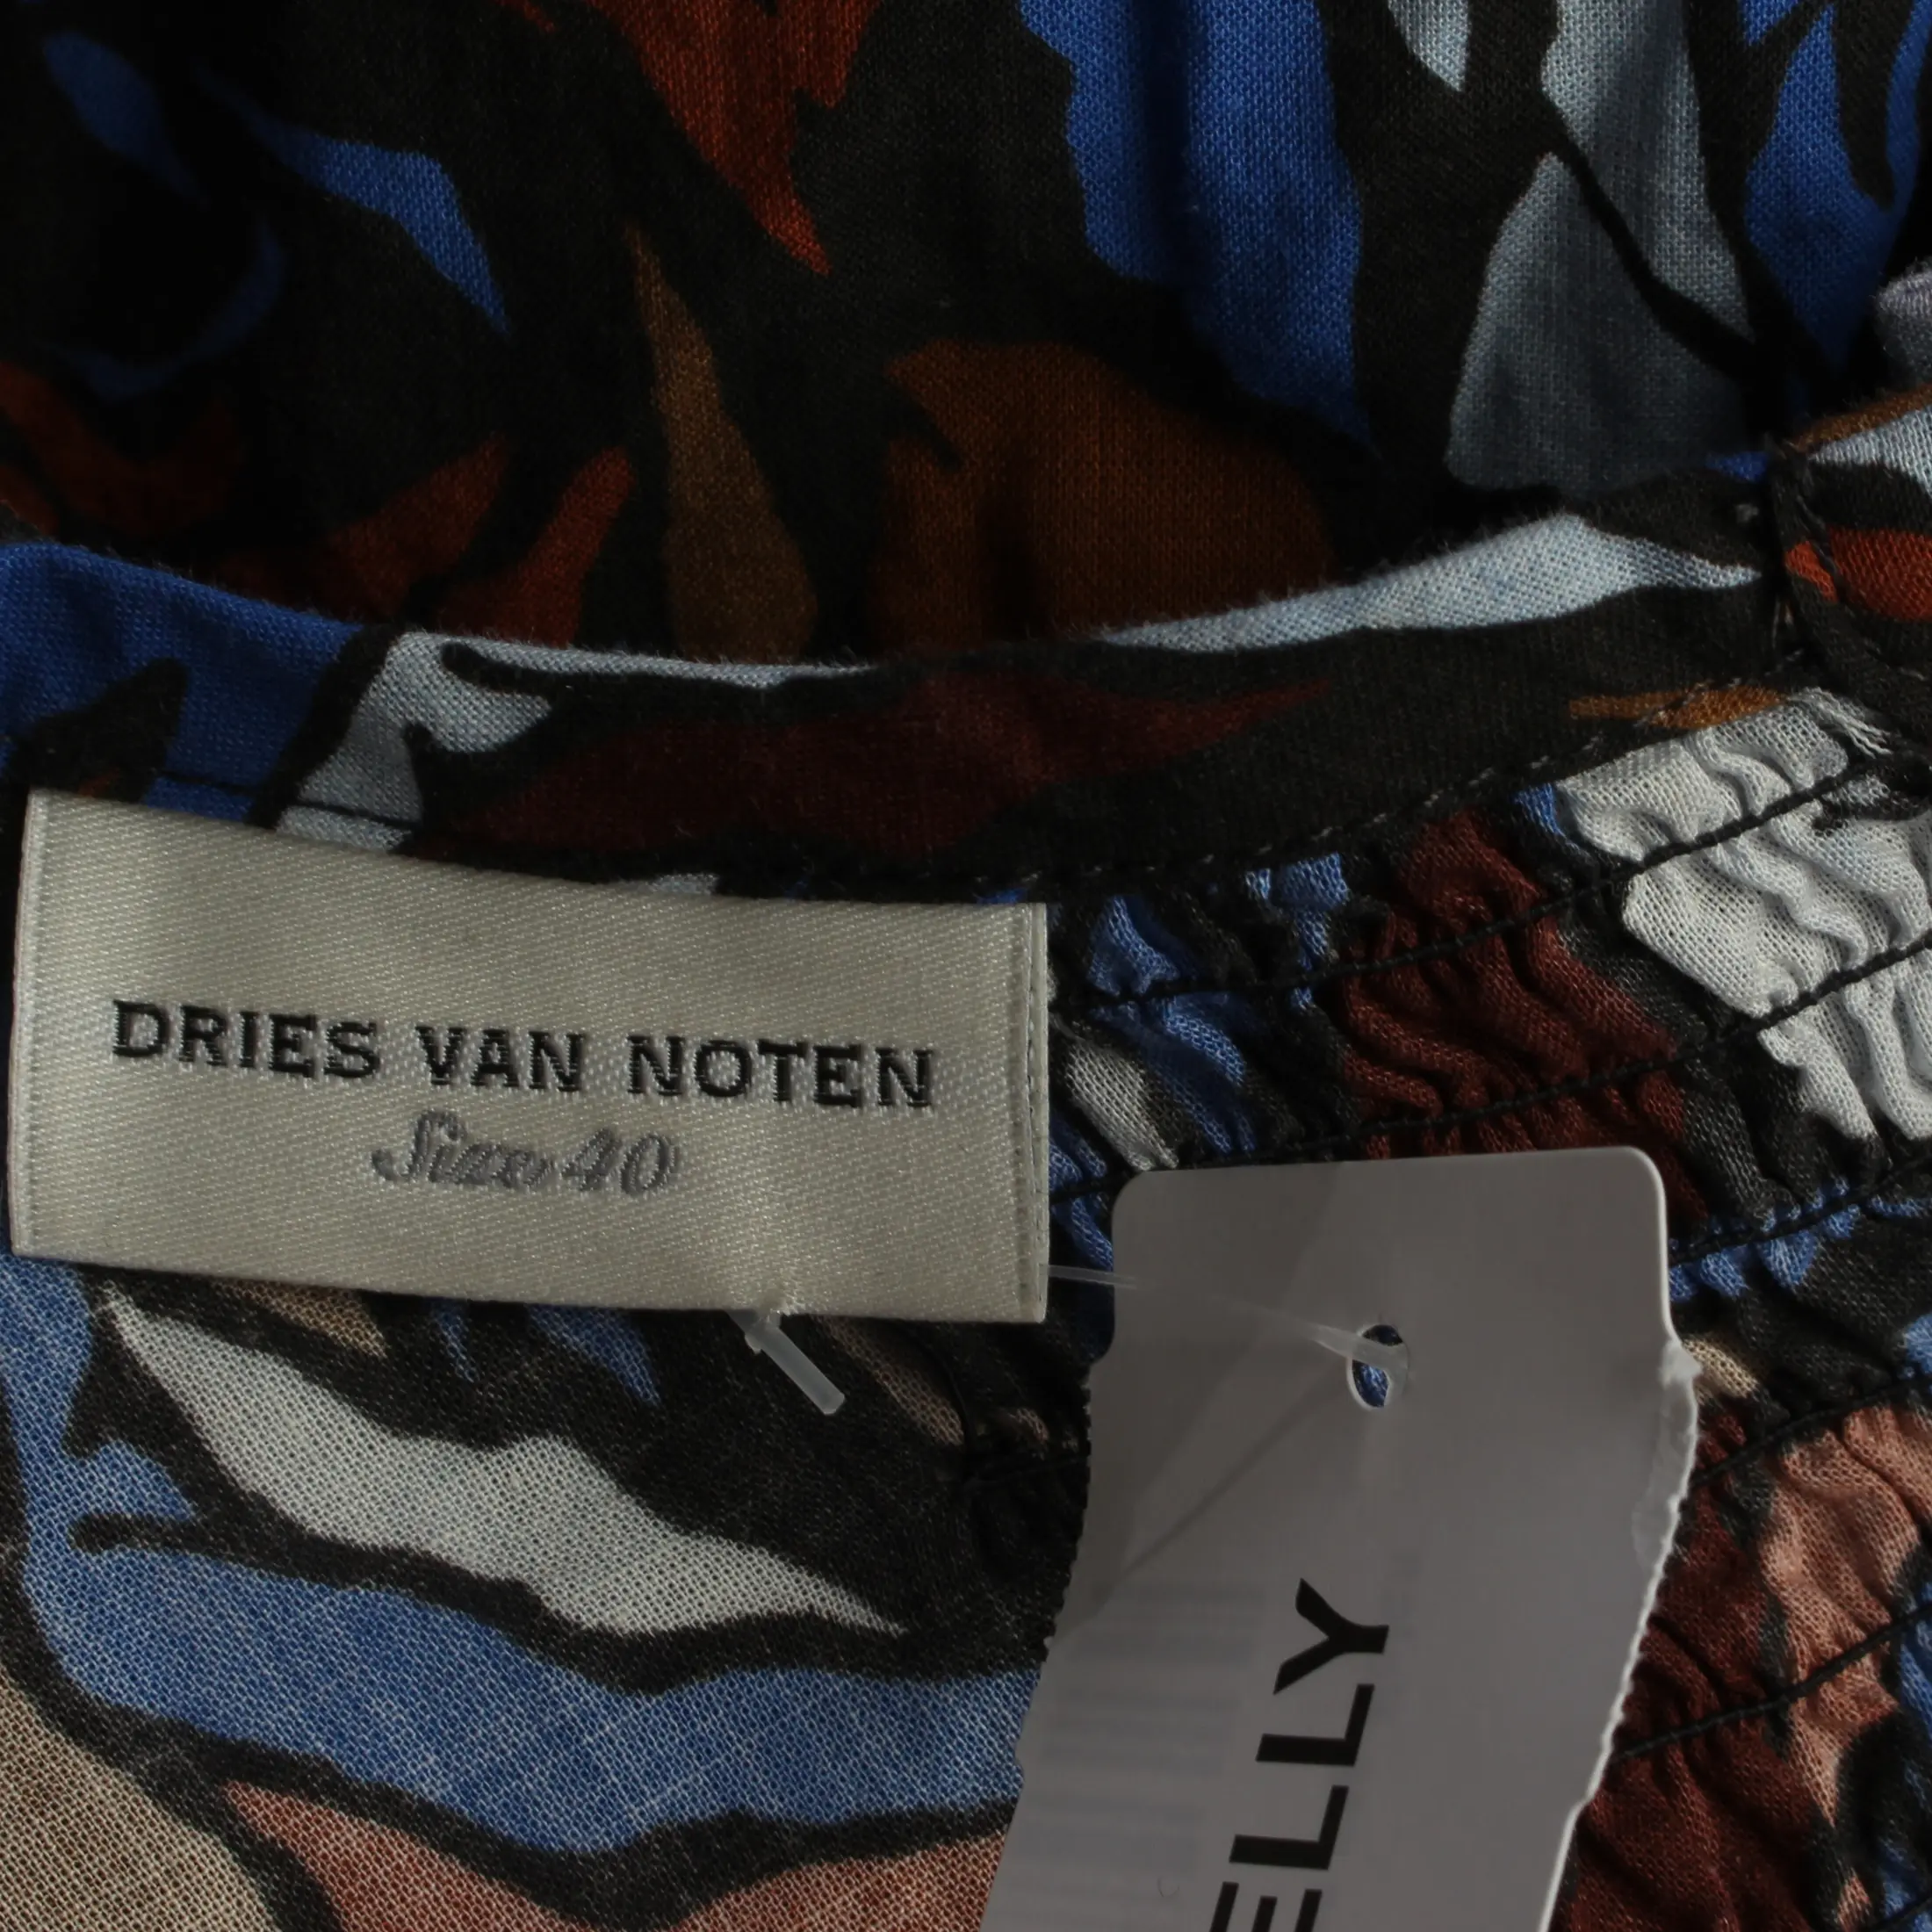 DRIES VAN NOTEN
Size 40
ELLY